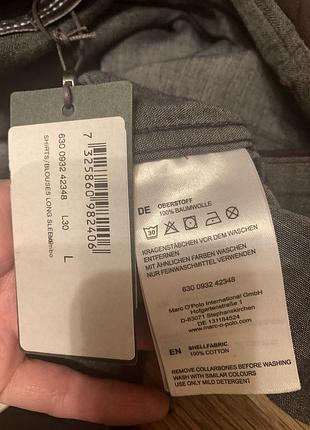 630 0932 42348 L30 L
SHIRTS/BLOUSES LONG SLEEVE
7 325860 982406
DE OBERSTOFF
100% BAUMWOLLE
30
KRAGENSTÄBCHEN VOR DEM WASCHEN
ENTFERNEN
MIT ÄHNLICHEN FARBEN WASCHEN
NUR FEINWASCHMITTEL VERWENDEN
630 0932 42348
Marc O'Polo International GmbH
Hofgartenstraße 1
D-83071 Stephanskirchen
DE 131184524
www.marc-o-polo.com
EN SHELLFABRIC
100% COTTON
REMOVE COLLARBONES BEFORE WASHING
WASH WITH SIMILAR COLOURS
USE ONLY MILD DETERGENT